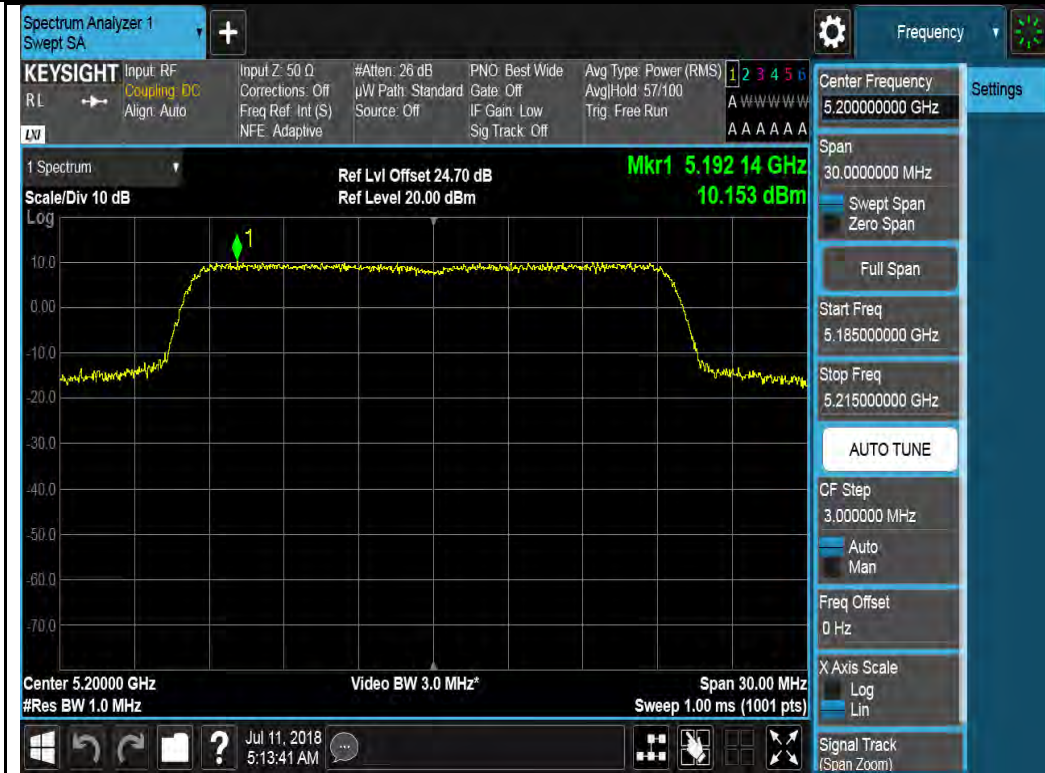 Spectrum Analyzer 1
Swept SA
+
Frequency
KEYSIGHT
RL
LXI
Input: RF
Coupling: DC
Align: Auto
Input Z: 50 Ω
Corrections: Off
Freq Ref: Int (S)
NFE: Adaptive
#Atten: 26 dB
µW Path: Standard
Source: Off
PNO: Best Wide
Gate: Off
IF Gain: Low
Sig Track: Off
Avg Type: Power (RMS)
Avg|Hold: 57/100
Trig: Free Run
1 2 3 4 5 6
A W W W W W
A A A A A A
1 Spectrum
Scale/Div 10 dB
Ref Lvl Offset 24.70 dB
Ref Level 20.00 dBm
Mkr1 5.192 14 GHz
10.153 dBm
Log
1
10.0
0.00
-10.0
-20.0
-30.0
-40.0
-50.0
-60.0
-70.0
Center 5.20000 GHz
#Res BW 1.0 MHz
Video BW 3.0 MHz*
Span 30.00 MHz
Sweep 1.00 ms (1001 pts)
?
Jul 11, 2018
5:13:41 AM
Center Frequency
5.200000000 GHz
Settings
Span
30.0000000 MHz
Swept Span
Zero Span
Full Span
Start Freq
5.185000000 GHz
Stop Freq
5.215000000 GHz
AUTO TUNE
CF Step
3.000000 MHz
Auto
Man
Freq Offset
0 Hz
X Axis Scale
Log
Lin
Signal Track
(Span Zoom)